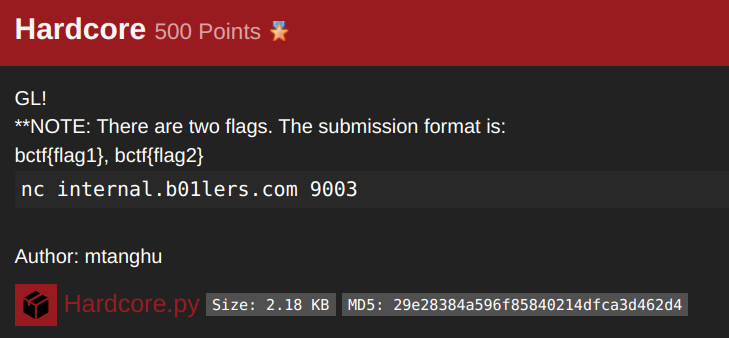 Hardcore 500 Points
GL!
**NOTE: There are two flags. The submission format is:
bctf{flag1}, bctf{flag2}
nc internal.b01lers.com 9003
Author: mtanghu
Hardcore.py Size: 2.18 KB MD5: 29e28384a596f85840214dfca3d462d4